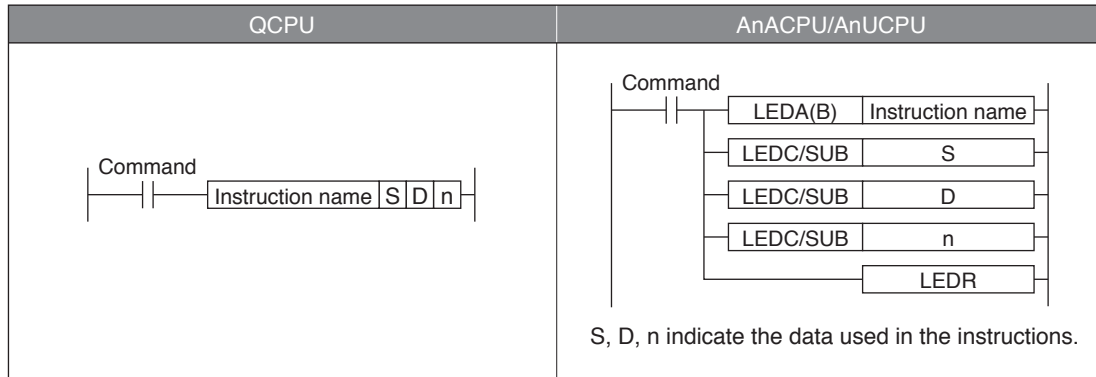 QCPU
AnACPU/AnUCPU
Command
Instruction name S D n
Command
LEDA(B) Instruction name
LEDC/SUB S
LEDC/SUB D
LEDC/SUB n
LEDR
S, D, n indicate the data used in the instructions.